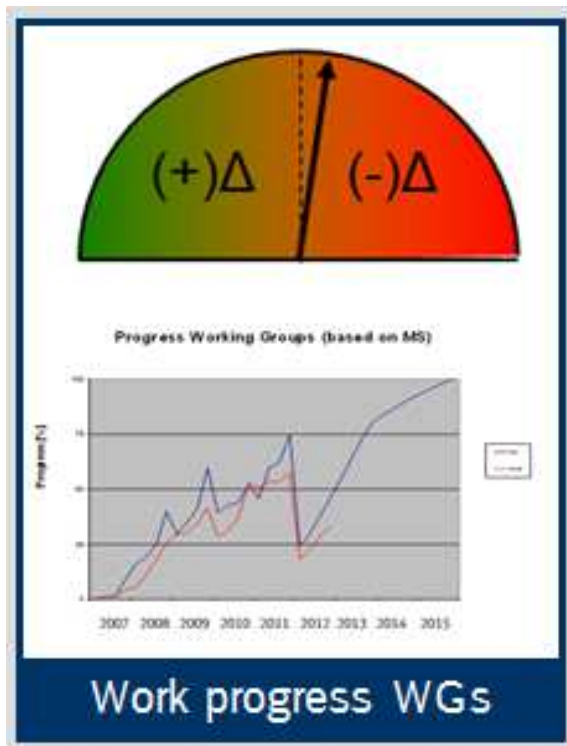 (+)Δ (-)Δ
Progress Working Groups (based on MS)
Progress [%]
2007 2008 2009 2010 2011 2012 2013 2014 2015
Work progress WGs